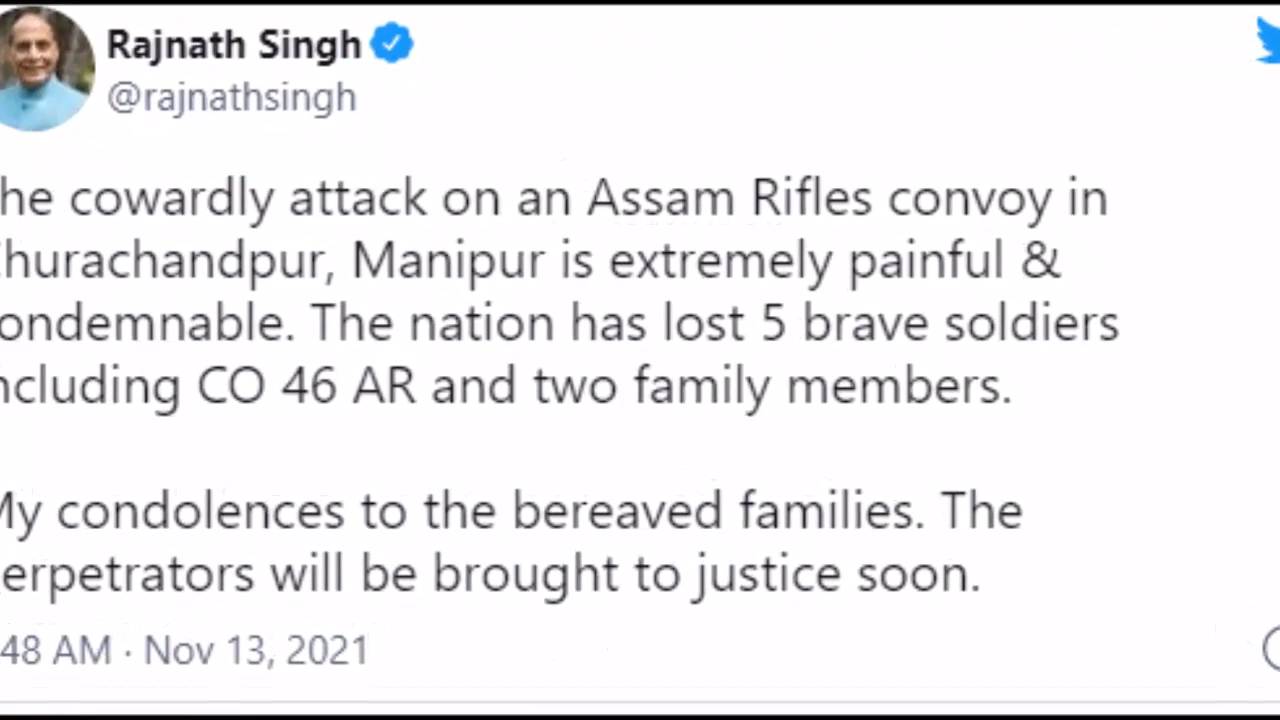 Rajnath Singh
@rajnathsingh
he cowardly attack on an Assam Rifles convoy in
hurachandpur, Manipur is extremely painful &
ondemnable. The nation has lost 5 brave soldiers
ncluding CO 46 AR and two family members.
My condolences to the bereaved families. The
erpetrators will be brought to justice soon.
48 AM · Nov 13, 2021